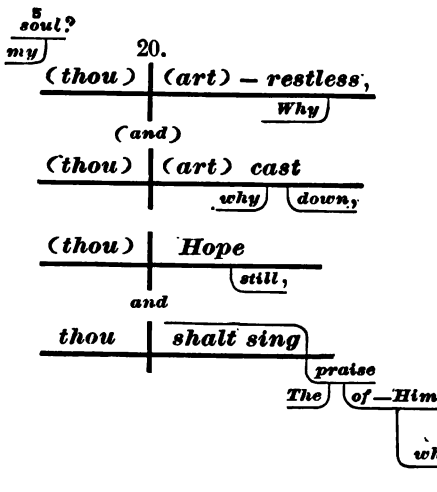 5
soul?
my
20.
(thou) (art) – restless,
Why
(and)
(thou) (art) cast
why down,
(thou) Hope
still,
and
thou shalt sing
praise
The of – Him
wh